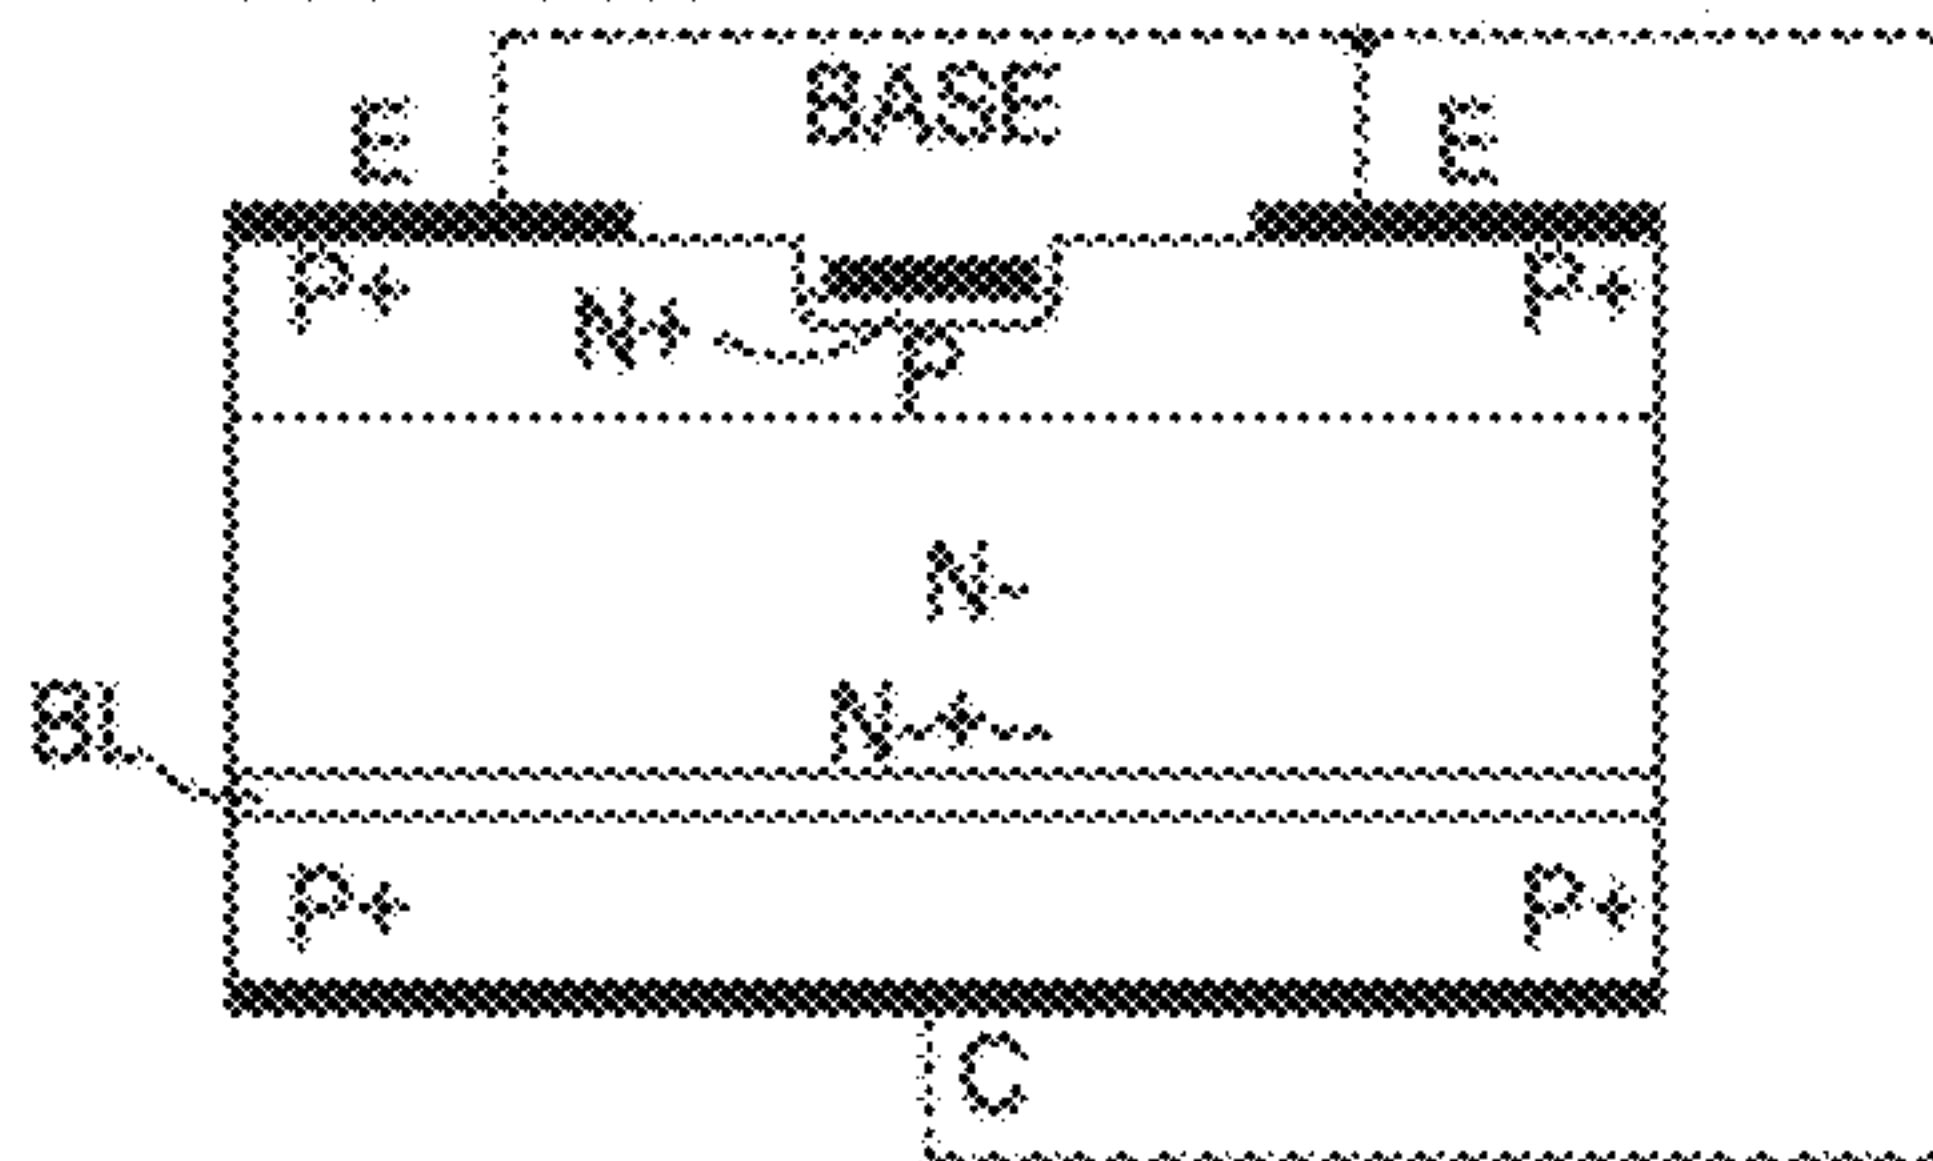 E BASE E
P+ P+
N+
P
N-
N-+--
BL
P+ P+
C